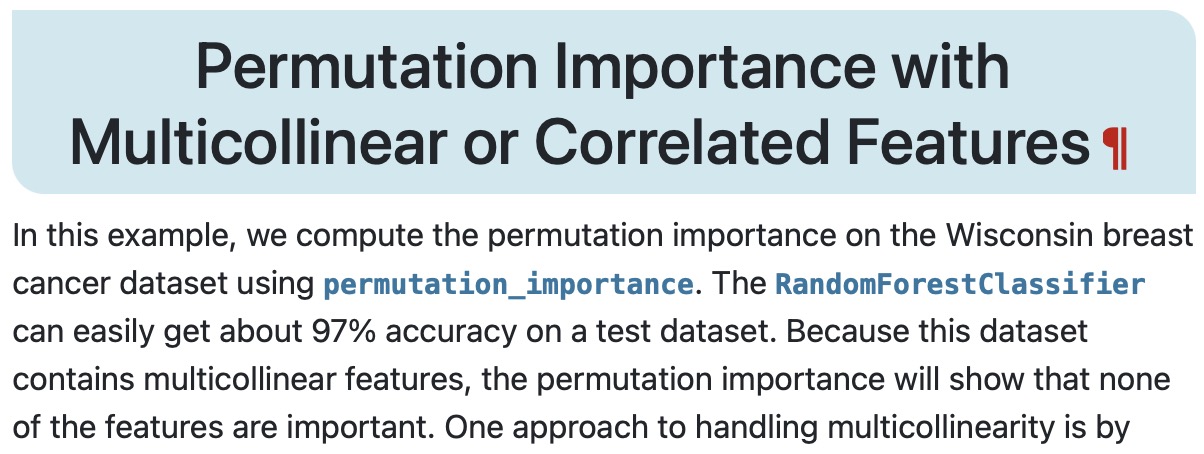 Permutation Importance with
Multicollinear or Correlated Features ¶
In this example, we compute the permutation importance on the Wisconsin breast
cancer dataset using permutation_importance. The RandomForestClassifier
can easily get about 97% accuracy on a test dataset. Because this dataset
contains multicollinear features, the permutation importance will show that none
of the features are important. One approach to handling multicollinearity is by